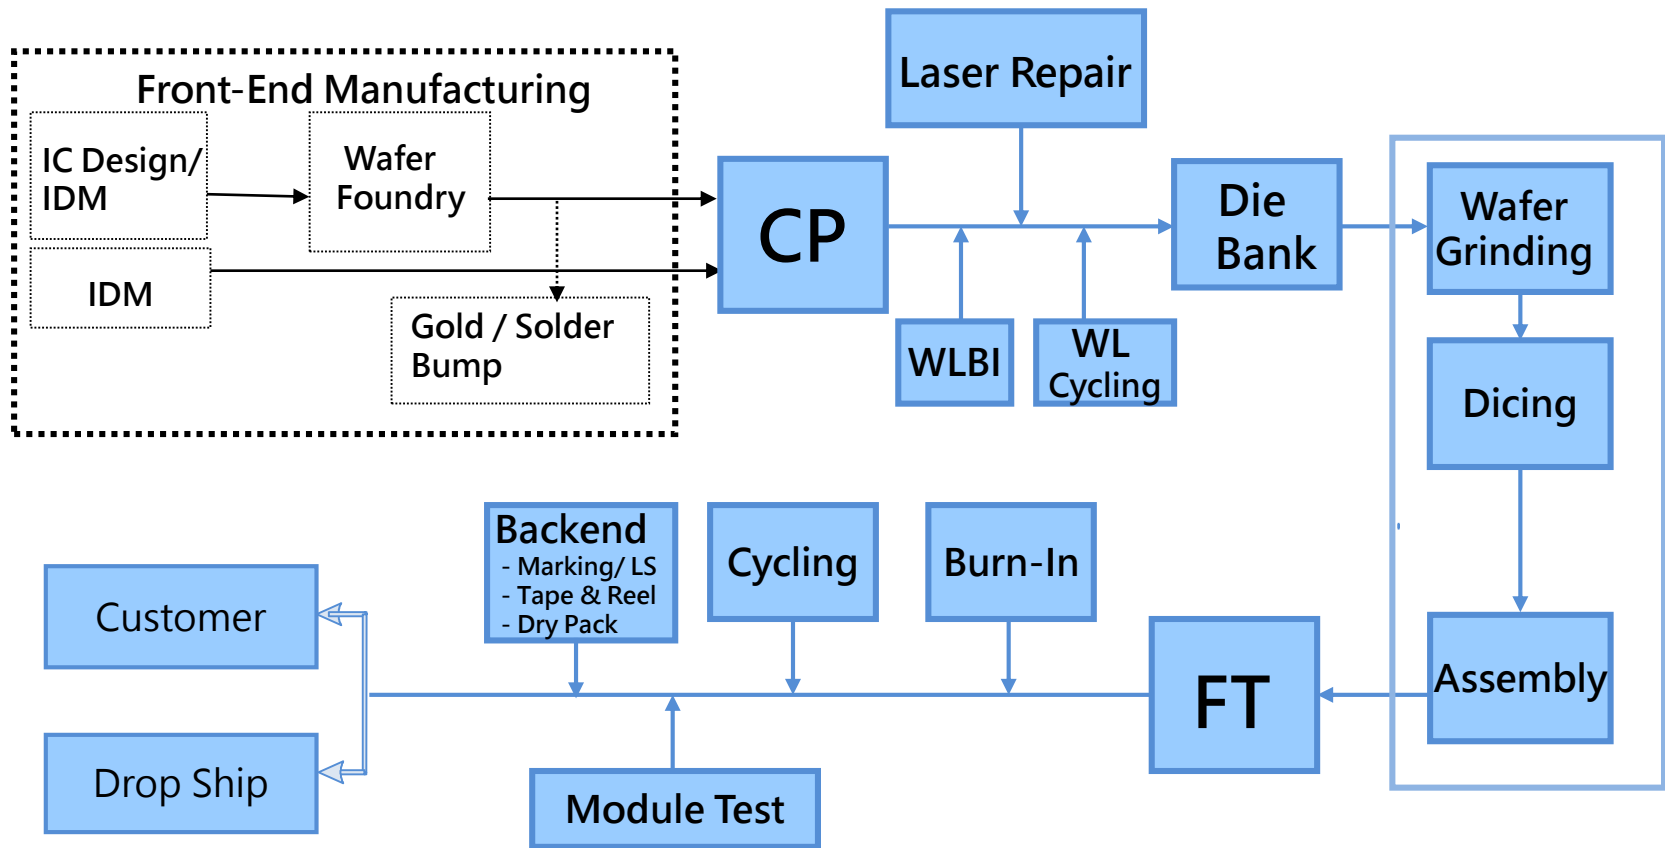 Front-End Manufacturing
IC Design/
IDM
Wafer
Foundry
IDM
Gold / Solder
Bump
CP
Laser Repair
WLBI
WL
Cycling
Die
Bank
Wafer
Grinding
Dicing
Assembly
FT
Burn-In
Cycling
Backend
- Marking/ LS
- Tape & Reel
- Dry Pack
Module Test
Customer
Drop Ship